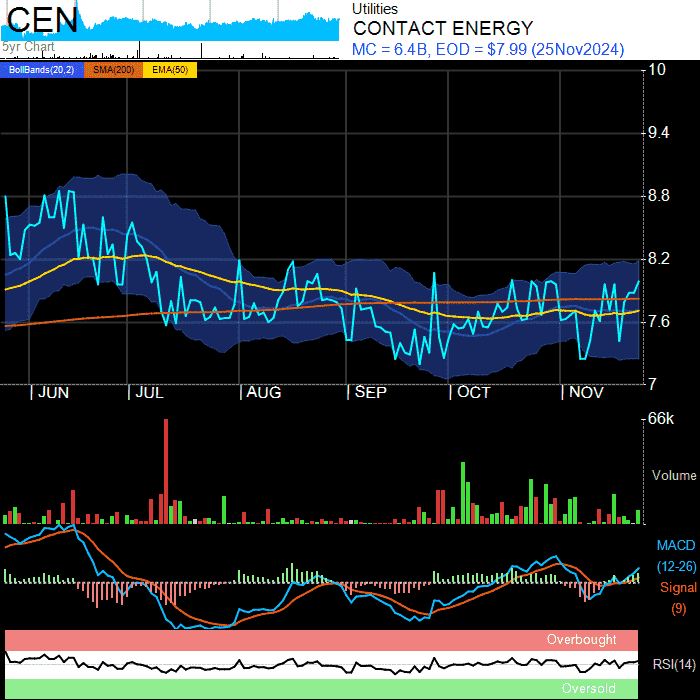 CEN
5yr Chart
Utilities
CONTACT ENERGY
MC = 6.4B, EOD = $7.99 (25Nov2024)
BollBands(20,2) SMA(200) EMA(50)
10
9.4
8.8
8.2
7.6
7
JUN JUL AUG SEP OCT NOV
66k
Volume
MACD
(12-26)
Signal
(9)
Overbought
RSI(14)
Oversold